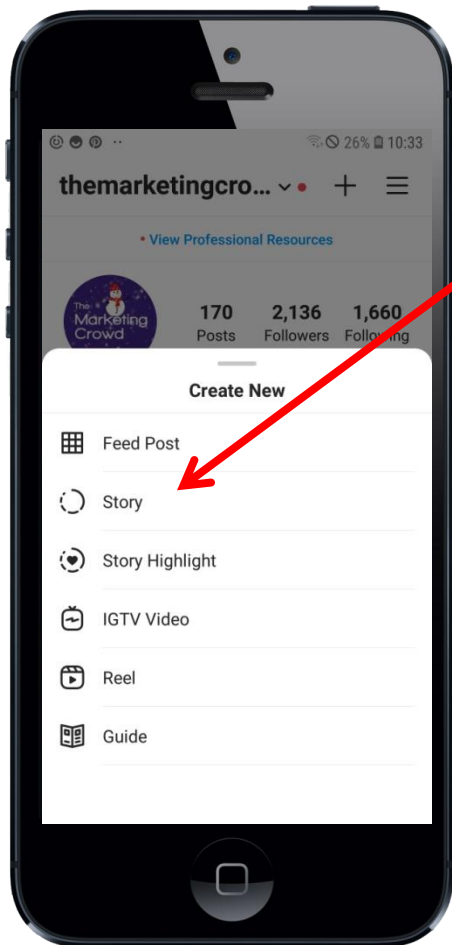 26% 10:33
themarketingcro...
• View Professional Resources
The
Marketing
Crowd
170 2,136 1,660
Posts Followers Following
Create New
Feed Post
Story
Story Highlight
IGTV Video
Reel
Guide